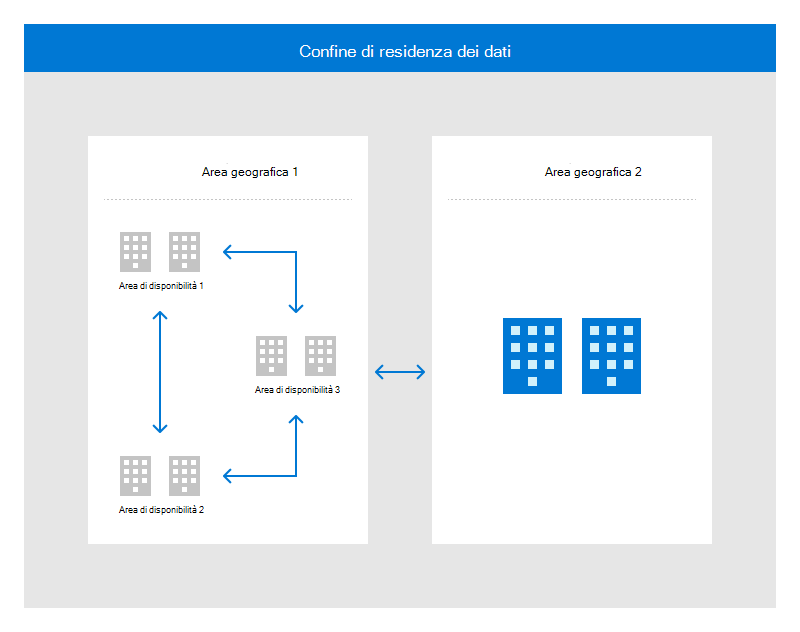 Confine di residenza dei dati
Area geografica 1
Area di disponibilità 1
Area di disponibilità 3
Area di disponibilità 2
Area geografica 2